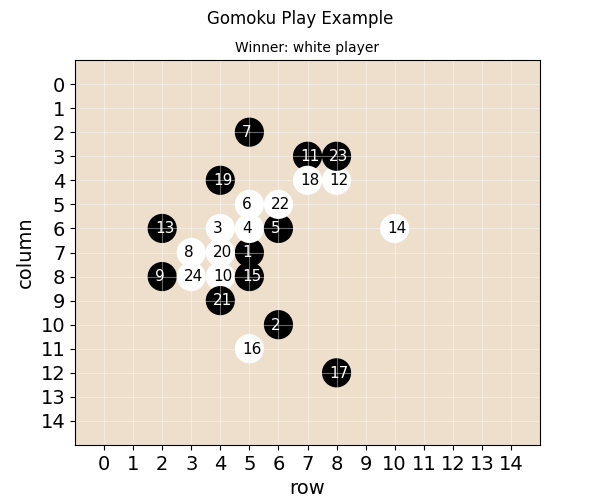 Gomoku Play Example
Winner: white player
0
1
2 7
3 11 23
4 19 18 12
5 6 22
6 13 3 4 5 14
7 8 20 1
8 9 24 10 15
9 21
10 2
11 16
12 17
13
14
column
0 1 2 3 4 5 6 7 8 9 10 11 12 13 14
row